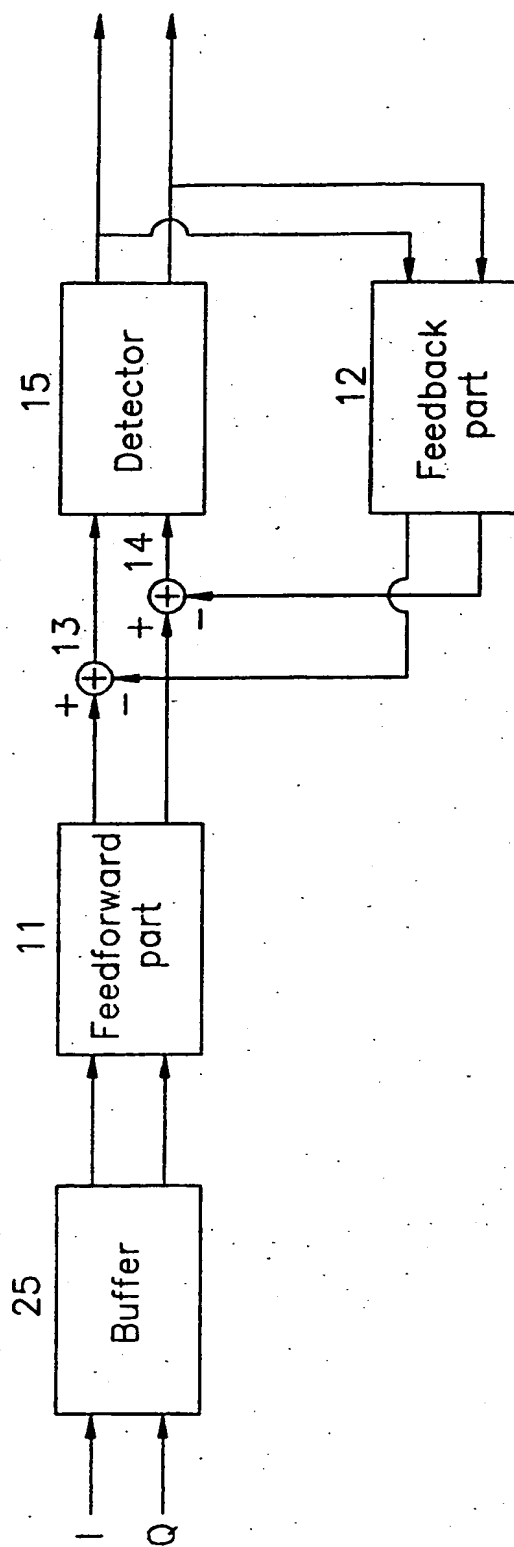 I
Q
25
Buffer
11
Feedforward
part
+
13
+
-
+
14
+
-
15
Detector
12
Feedback
part